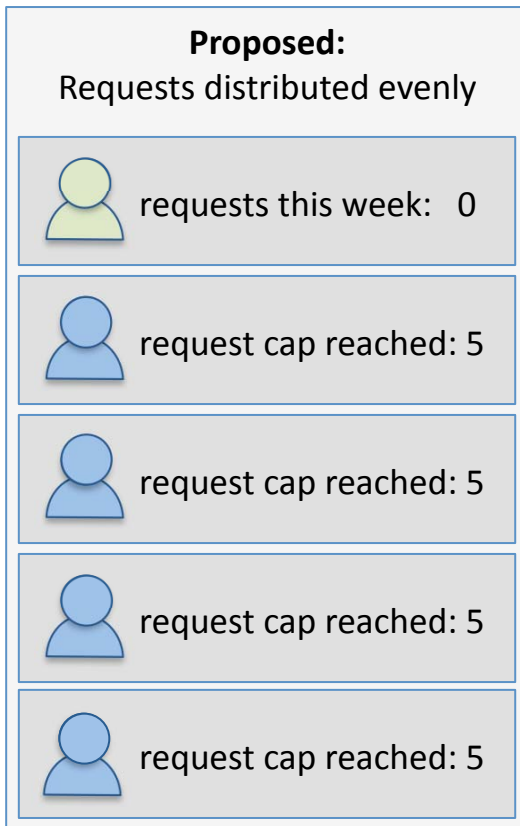 Proposed:
Requests distributed evenly
requests this week: 0
request cap reached: 5
request cap reached: 5
request cap reached: 5
request cap reached: 5